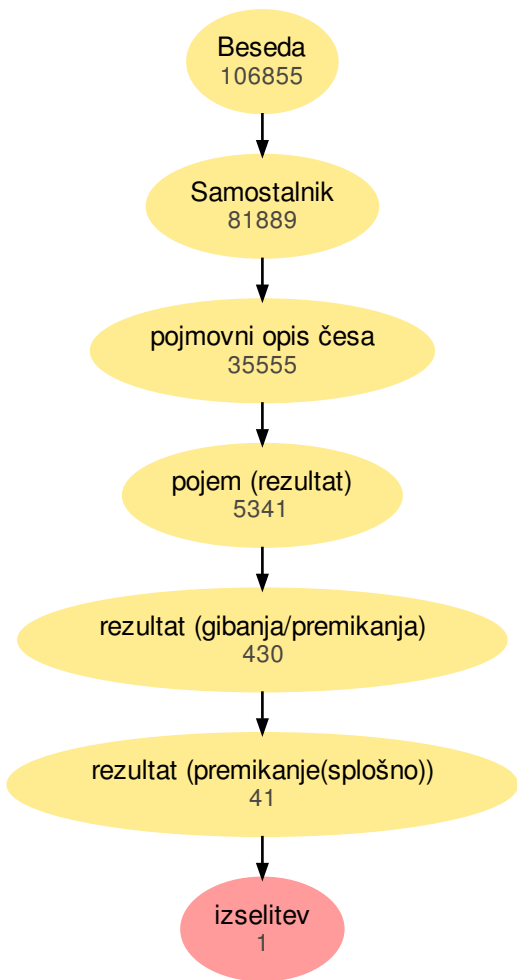 Beseda
106855
Samostalnik
81889
pojmovni opis česa
35555
pojem (rezultat)
5341
rezultat (gibanja/premikanja)
430
rezultat (premikanje(splošno))
41
izselitev
1